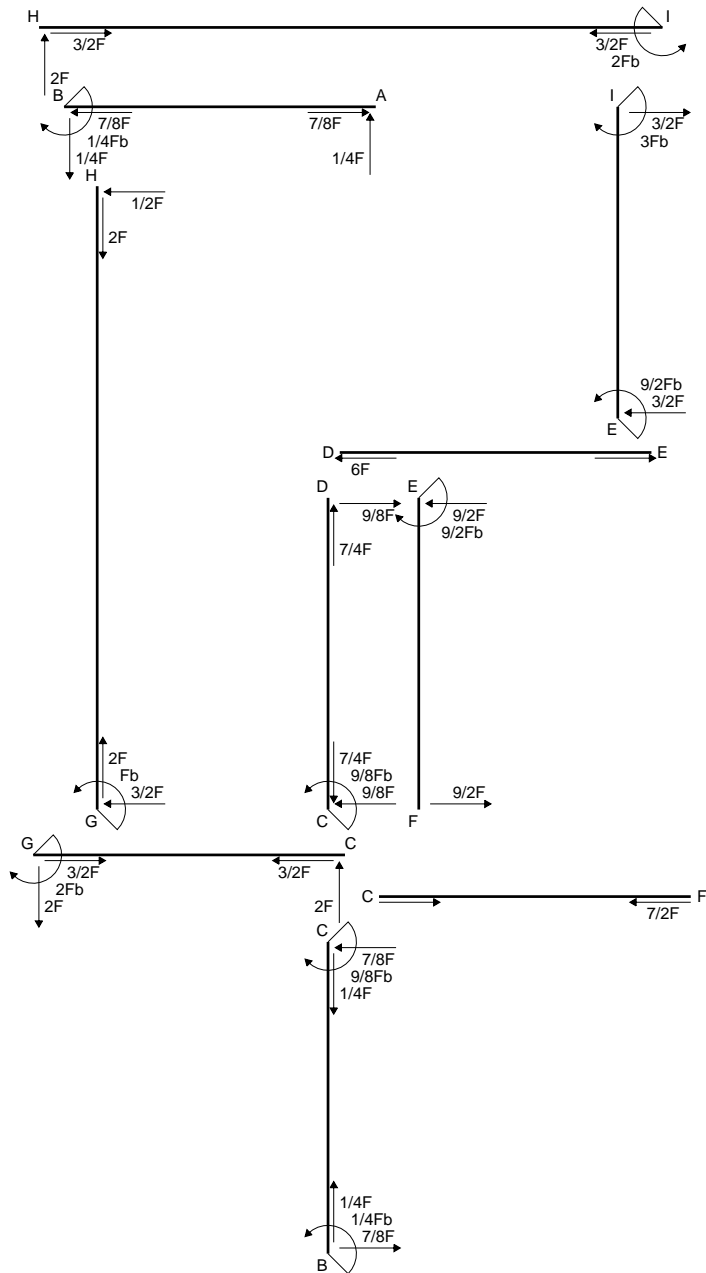 H
I
3/2F
3/2F
2Fb
2F
B
A
I
7/8F
7/8F
3/2F
1/4Fb
3Fb
1/4F
1/4F
H
1/2F
2F
9/2Fb
3/2F
E
D
E
6F
D
E
9/8F
9/2F
9/2Fb
7/4F
2F
7/4F
Fb
9/8Fb
3/2F
9/8F
9/2F
G
C
F
G
C
3/2F
3/2F
2Fb
2F
2F
C
F
7/2F
C
7/8F
9/8Fb
1/4F
1/4F
1/4Fb
7/8F
B